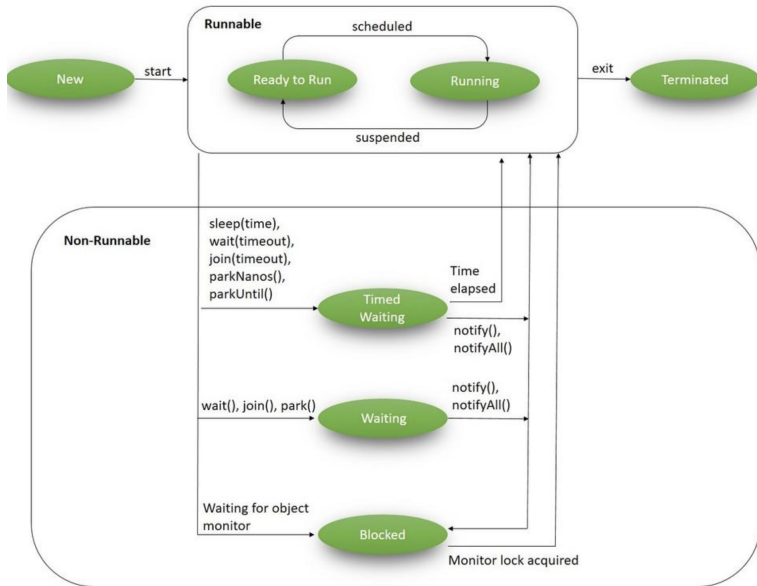 Runnable
scheduled
New
start
Ready to Run
Running
exit
Terminated
suspended
Non-Runnable
sleep(time),
wait(timeout),
join(timeout),
parkNanos(),
parkUntil()
Time
elapsed
Timed
Waiting
notify(),
notifyAll()
wait(), join(), park()
Waiting
notify(),
notifyAll()
Waiting for object
monitor
Blocked
Monitor lock acquired